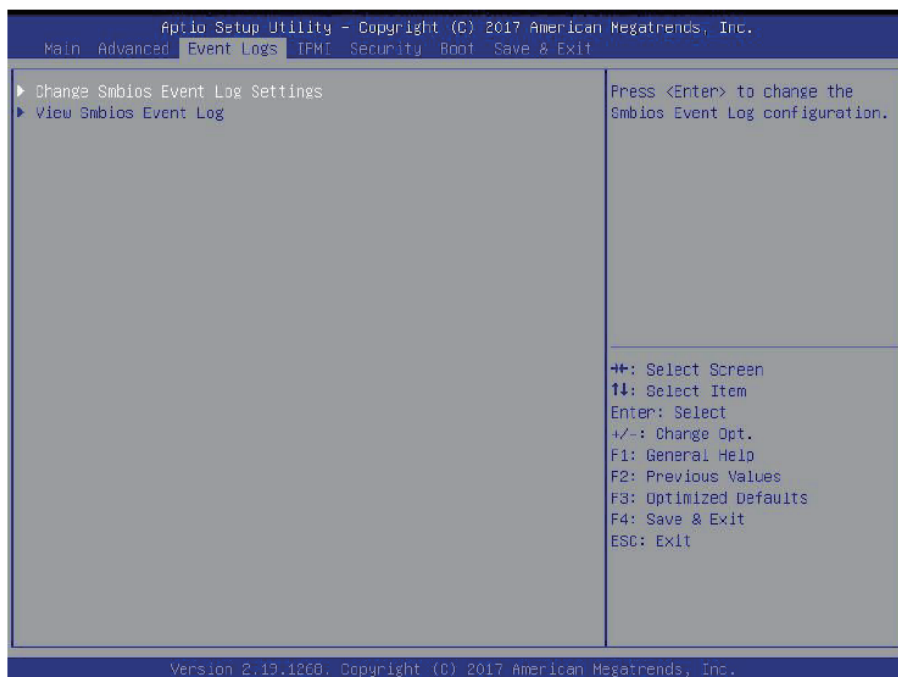 Aptio Setup Utility – Copyright (C) 2017 American Megatrends, Inc.
Main Advanced Event Logs IPMI Security Boot Save & Exit
Change Smbios Event Log Settings
View Smbios Event Log
Press <Enter> to change the
Smbios Event Log configuration.
→←: Select Screen
↑↓: Select Item
Enter: Select
+/-: Change Opt.
F1: General Help
F2: Previous Values
F3: Optimized Defaults
F4: Save & Exit
ESC: Exit
Version 2.19.1268. Copyright (C) 2017 American Megatrends, Inc.